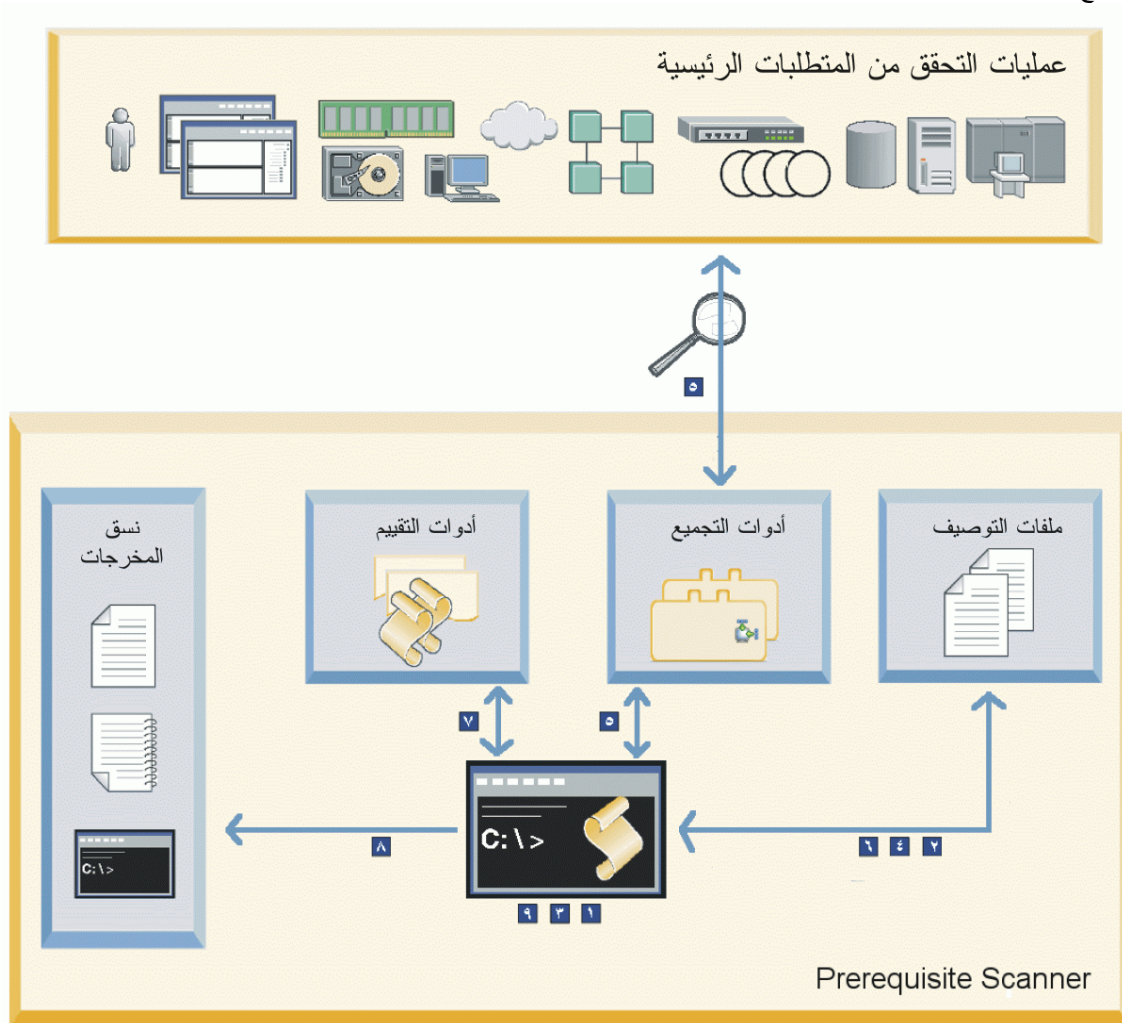 عمليات التحقق من المتطلبات الرئيسية
٥
ملفات التوصيف
أدوات التجميع
أدوات التقييم
نسق
المخرجات
٧
٥
C:\>
٦ ٤ ٢
٨
C:\>
٩ ٣ ١
Prerequisite Scanner